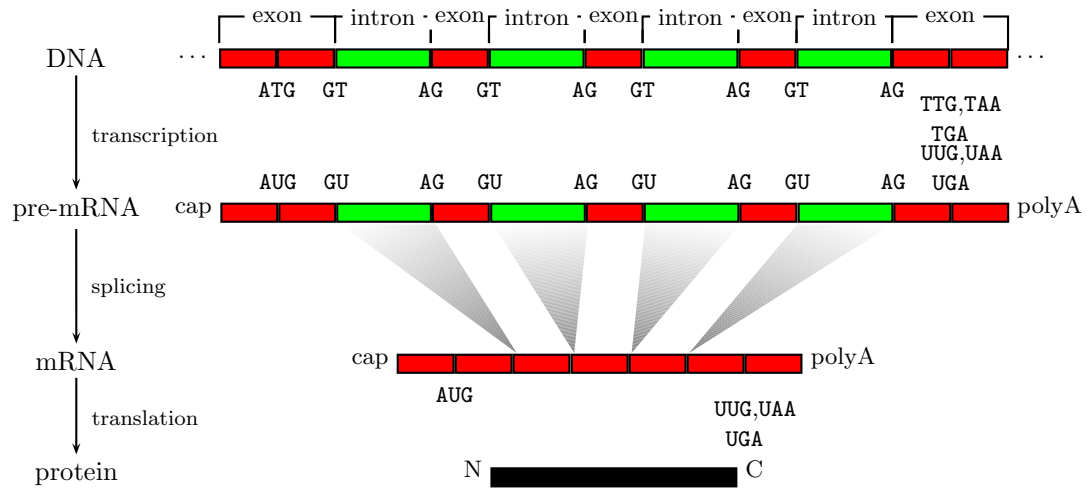 exon intron exon intron exon intron exon intron exon
DNA ... ...
ATG GT AG GT AG GT AG GT AG
TTG,TAA
transcription
TGA
UUG,UAA
AUG GU AG GU AG GU AG GU AG UGA
pre-mRNA cap polyA
splicing
mRNA cap polyA
AUG
UUG,UAA
translation
UGA
protein N C